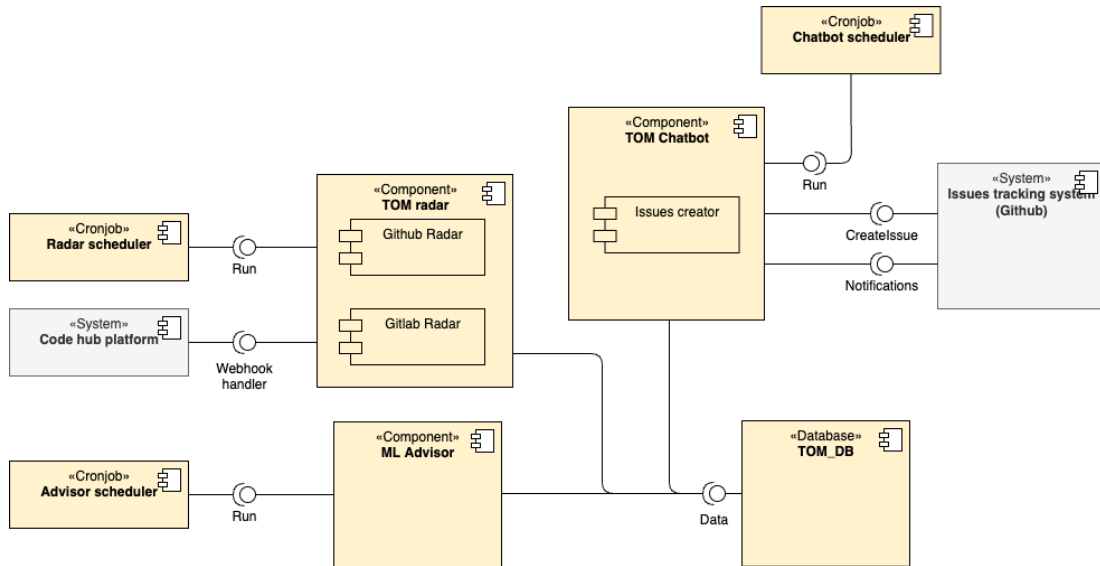 «Cronjob»
Chatbot scheduler
«Component»
TOM Chatbot
Run
Issues creator
«System»
Issues tracking system
(Github)
CreateIssue
Notifications
«Component»
TOM radar
Github Radar
Gitlab Radar
«Cronjob»
Radar scheduler
Run
«System»
Code hub platform
Webhook
handler
«Component»
ML Advisor
«Cronjob»
Advisor scheduler
Run
«Database»
TOM_DB
Data